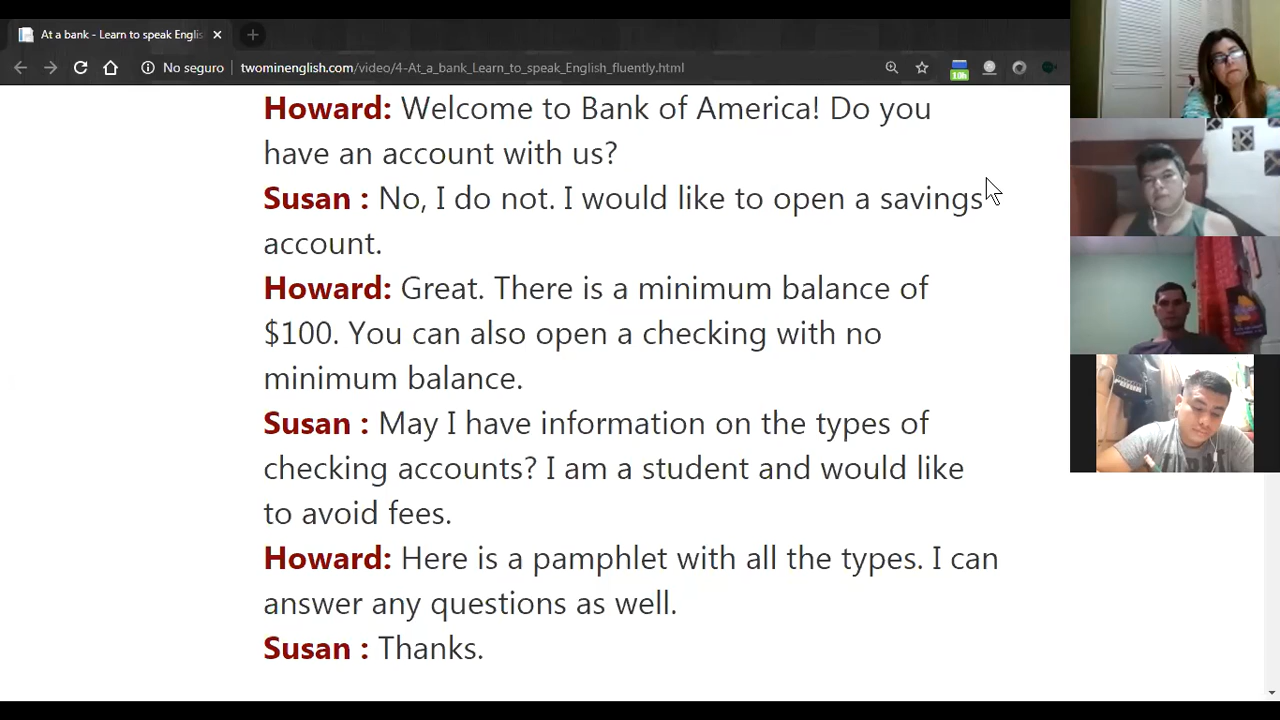 At a bank - Learn to speak Englis
No seguro
twominenglish.com/video/4-At_a_bank_Learn_to_speak_English_fluently.html
10h
Howard: Welcome to Bank of America! Do you
have an account with us?
Susan : No, I do not. I would like to open a savings
account.
Howard: Great. There is a minimum balance of
$100. You can also open a checking with no
minimum balance.
Susan : May I have information on the types of
checking accounts? I am a student and would like
to avoid fees.
Howard: Here is a pamphlet with all the types. I can
answer any questions as well.
Susan : Thanks.